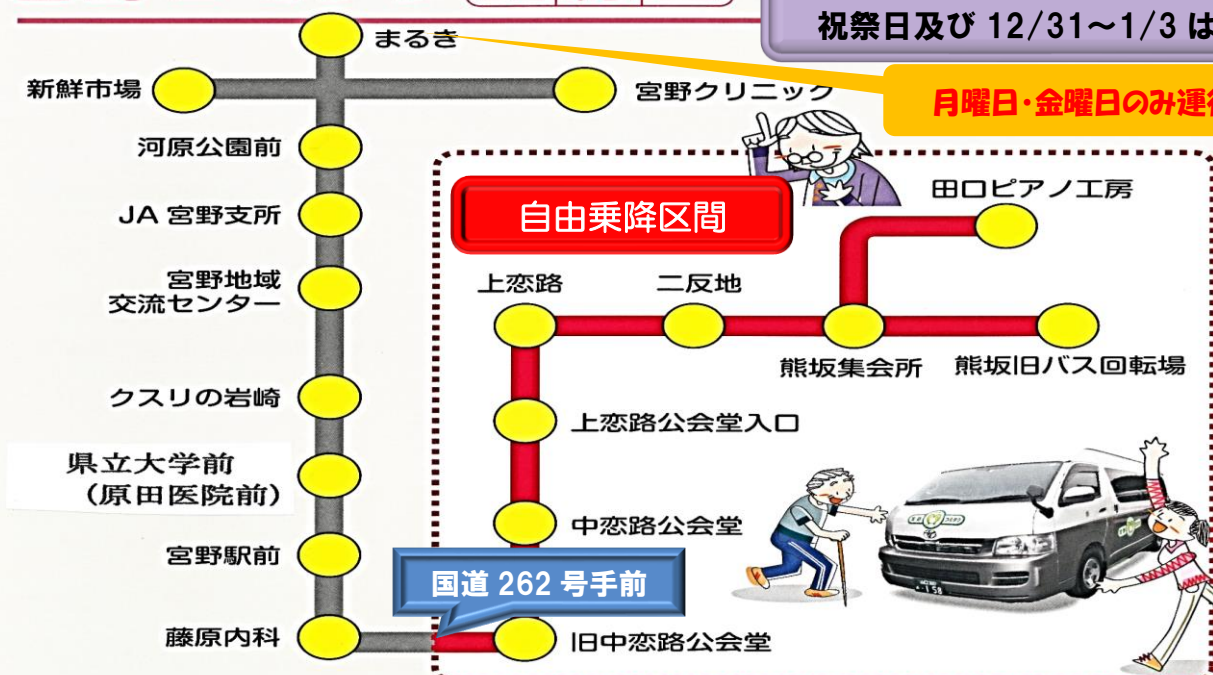 祝祭日及び 12/31～1/3 は
まるき
新鮮市場
宮野クリニック
月曜日・金曜日のみ運
河原公園前
JA 宮野支所
自由乗降区間
田口ピアノ工房
宮野地域
交流センター
上恋路
二反地
熊坂集会所
熊坂旧バス回転場
クスリの岩崎
上恋路公会堂入口
県立大学前
（原田医院前）
中恋路公会堂
宮野駅前
国道 262 号手前
藤原内科
旧中恋路公会堂